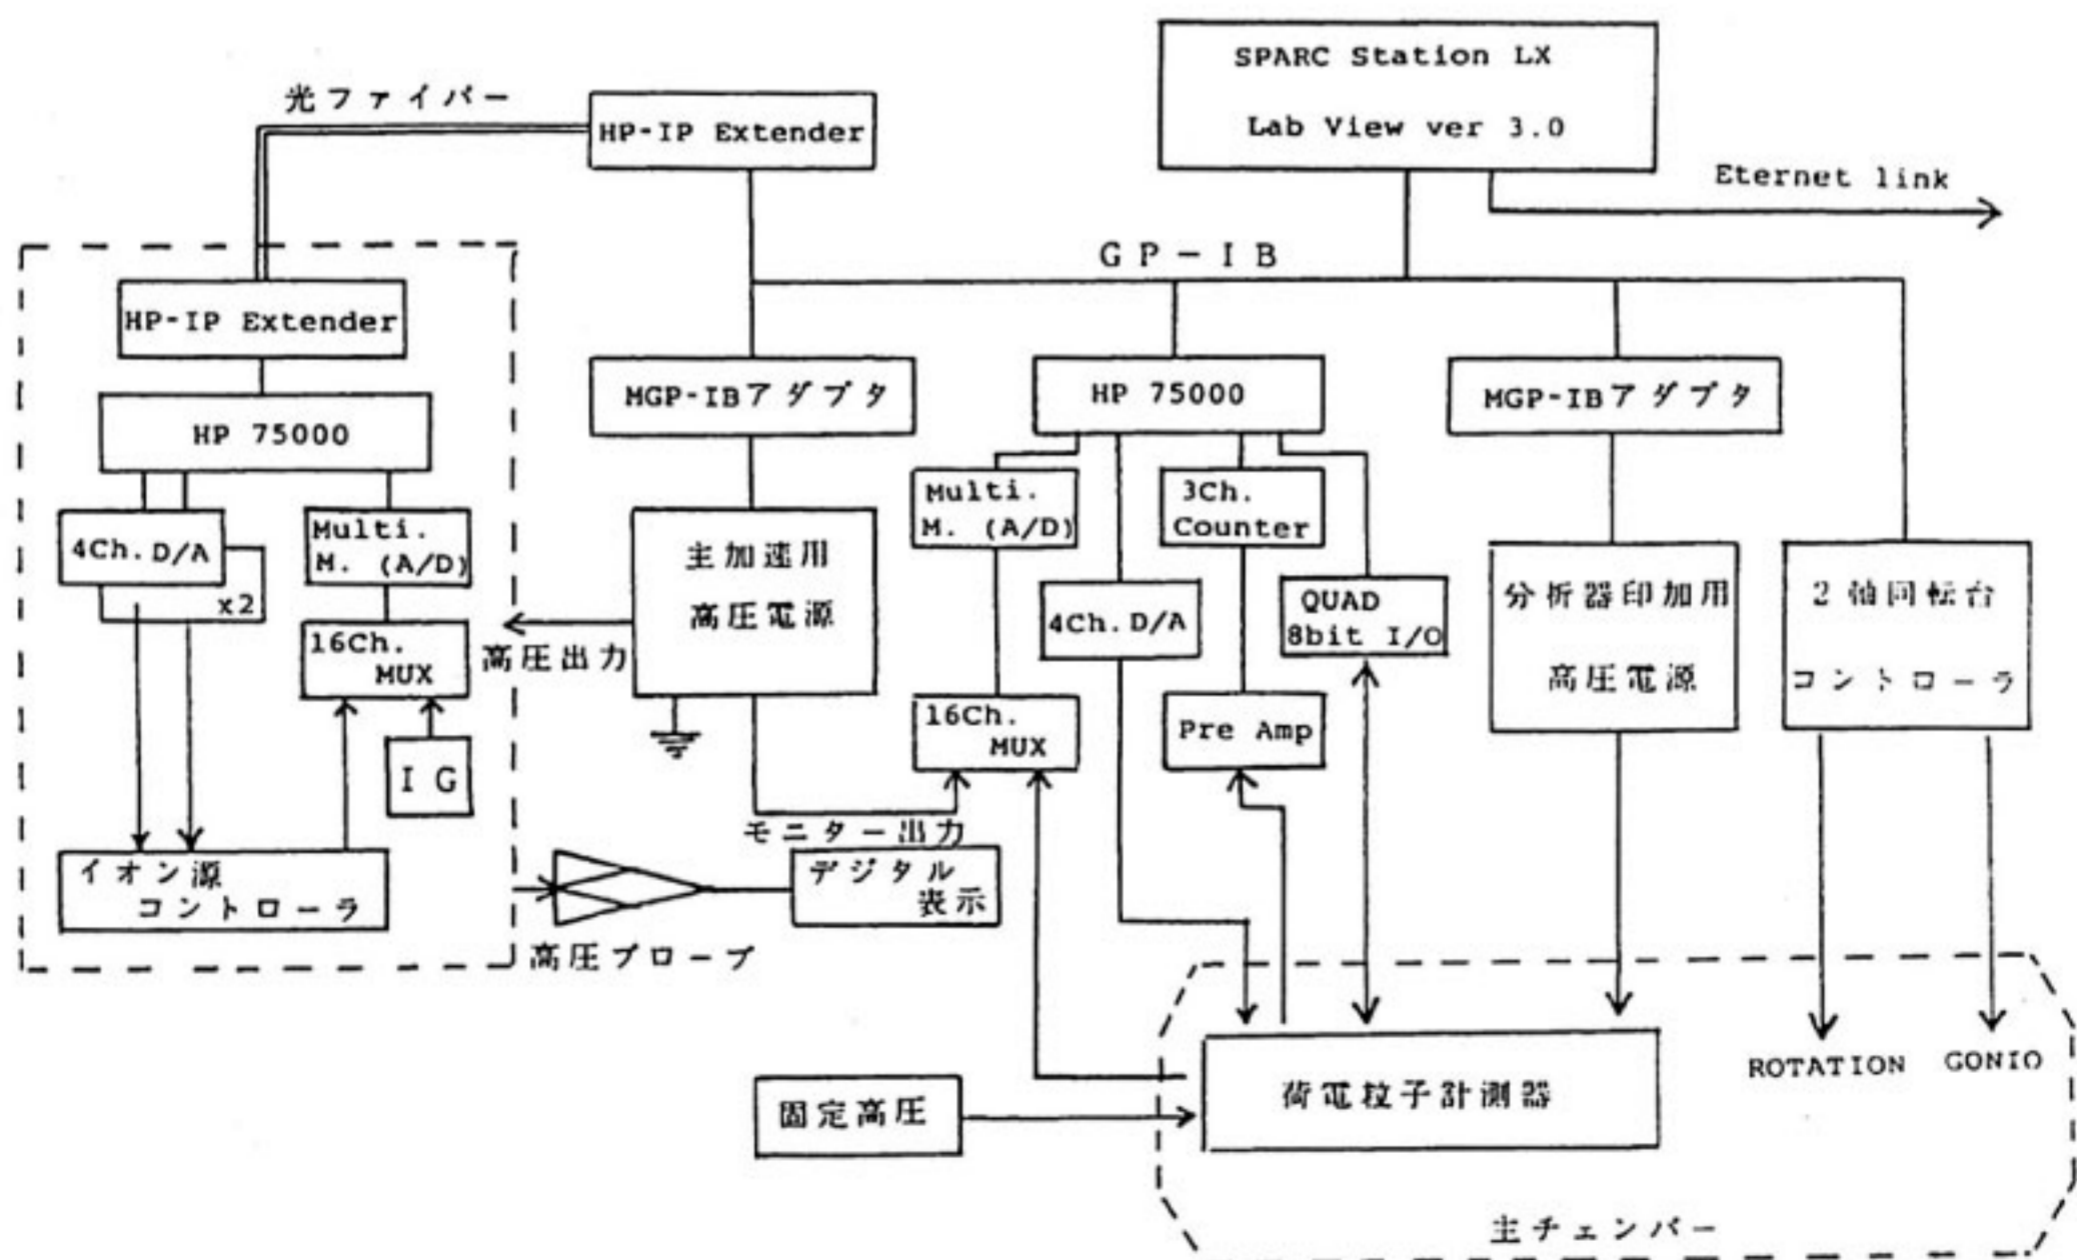 SPARC Station LX
Lab View ver 3.0
光ファイバー
HP-IP Extender
Eternet link
GP-IB
HP-IP Extender
MGP-IBアダプタ
HP 75000
MGP-IBアダプタ
HP 75000
Multi.
M. (A/D)
3Ch.
Counter
4Ch. D/A
x2
Multi.
M. (A/D)
主加速用
高圧電源
4Ch. D/A
QUAD
8bit I/O
分析器印加用
高圧電源
2軸回転台
コントローラ
16Ch.
MUX
高圧出力
16Ch.
MUX
Pre Amp
IG
モニター出力
イオン源
コントローラ
デジタル
表示
高圧プローブ
ROTATION
GONIO
固定高圧
荷電粒子計測器
主チェンバー